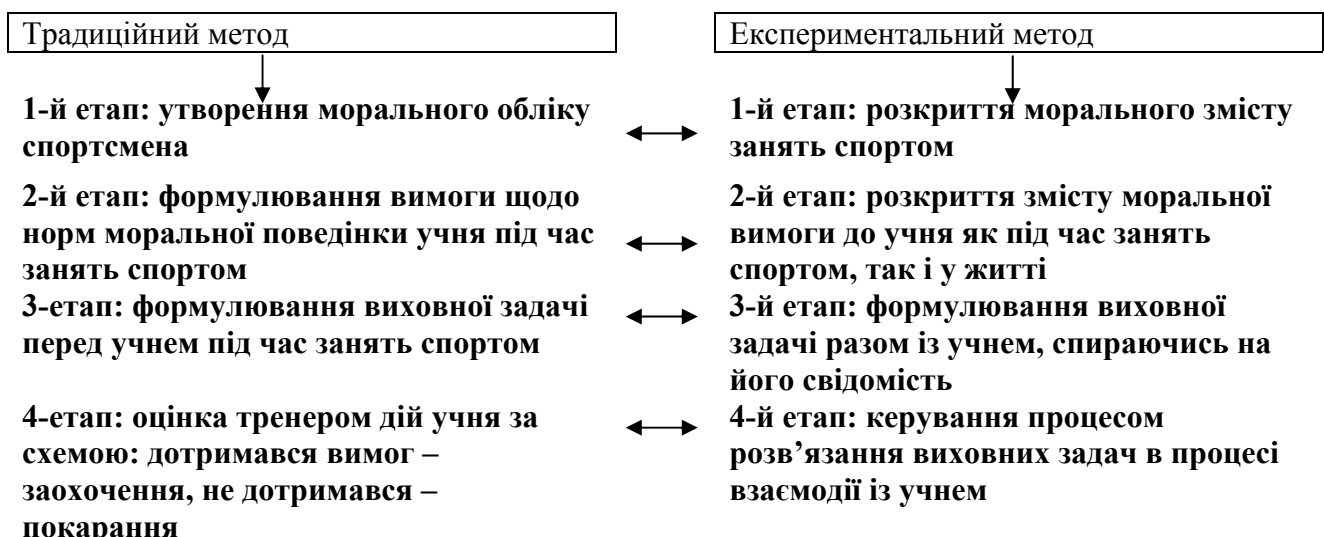 Традиційний метод
Експериментальний метод
1-й етап: утворення морального обліку
спортсмена
1-й етап: розкриття морального змісту
занять спортом
2-й етап: формулювання вимоги щодо
норм моральної поведінки учня під час
занять спортом
2-й етап: розкриття змісту моральної
вимоги до учня як під час занять
спортом, так і у житті
3-етап: формулювання виховної задачі
перед учнем під час занять спортом
3-й етап: формулювання виховної
задачі разом із учнем, спираючись на
його свідомість
4-етап: оцінка тренером дій учня за
схемою: дотримався вимог –
заохочення, не дотримався –
покарання
4-й етап: керування процесом
розв’язання виховних задач в процесі
взаємодії із учнем